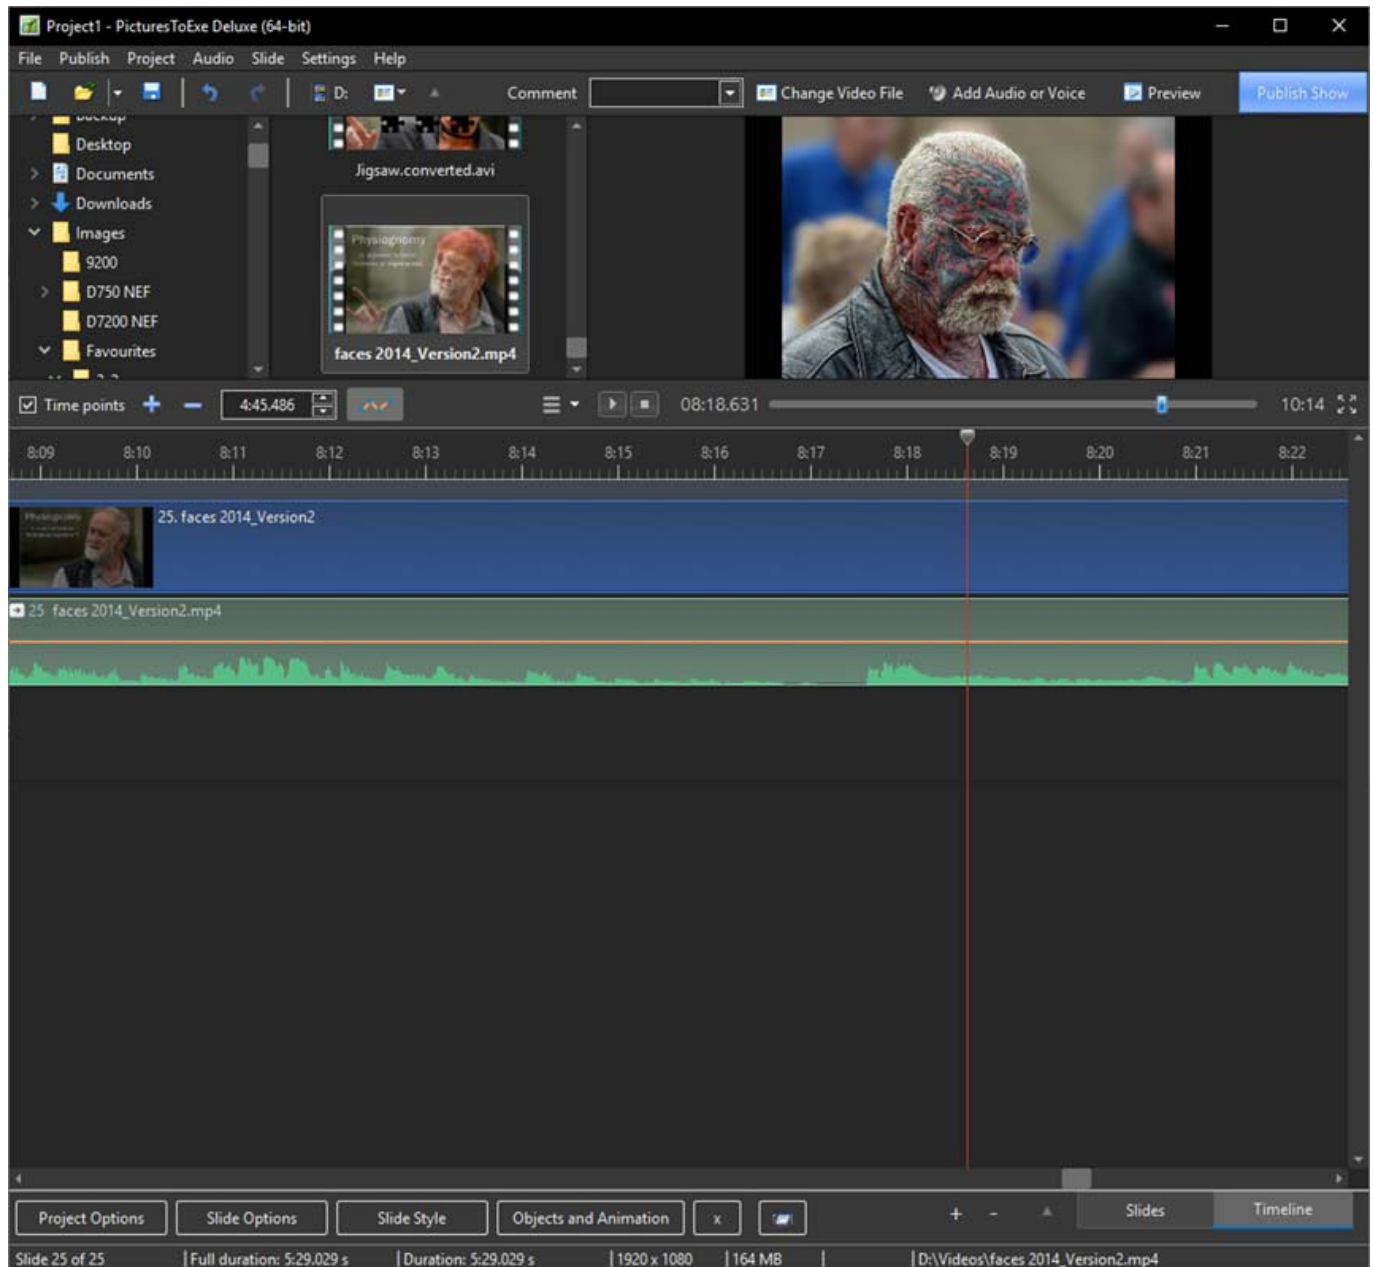 Project1 - PicturesToExe Deluxe (64-bit)
File Publish Project Audio Slide Settings Help
D: Comment Change Video File Add Audio or Voice Preview Publish Show
Backup
Desktop
Documents
Downloads
Images
9200
D750 NEF
D7200 NEF
Favourites
Jigsaw.converted.avi
Physiognomy
faces 2014_Version2.mp4
Time points 4:45.486 08:18.631 10:14
8:09 8:10 8:11 8:12 8:13 8:14 8:15 8:16 8:17 8:18 8:19 8:20 8:21 8:22
Physiognomy
25. faces 2014_Version2
25 faces 2014_Version2.mp4
Project Options Slide Options Slide Style Objects and Animation x + - Slides Timeline
Slide 25 of 25 Full duration: 5:29.029 s Duration: 5:29.029 s 1920 x 1080 164 MB D:\Videos\faces 2014_Version2.mp4